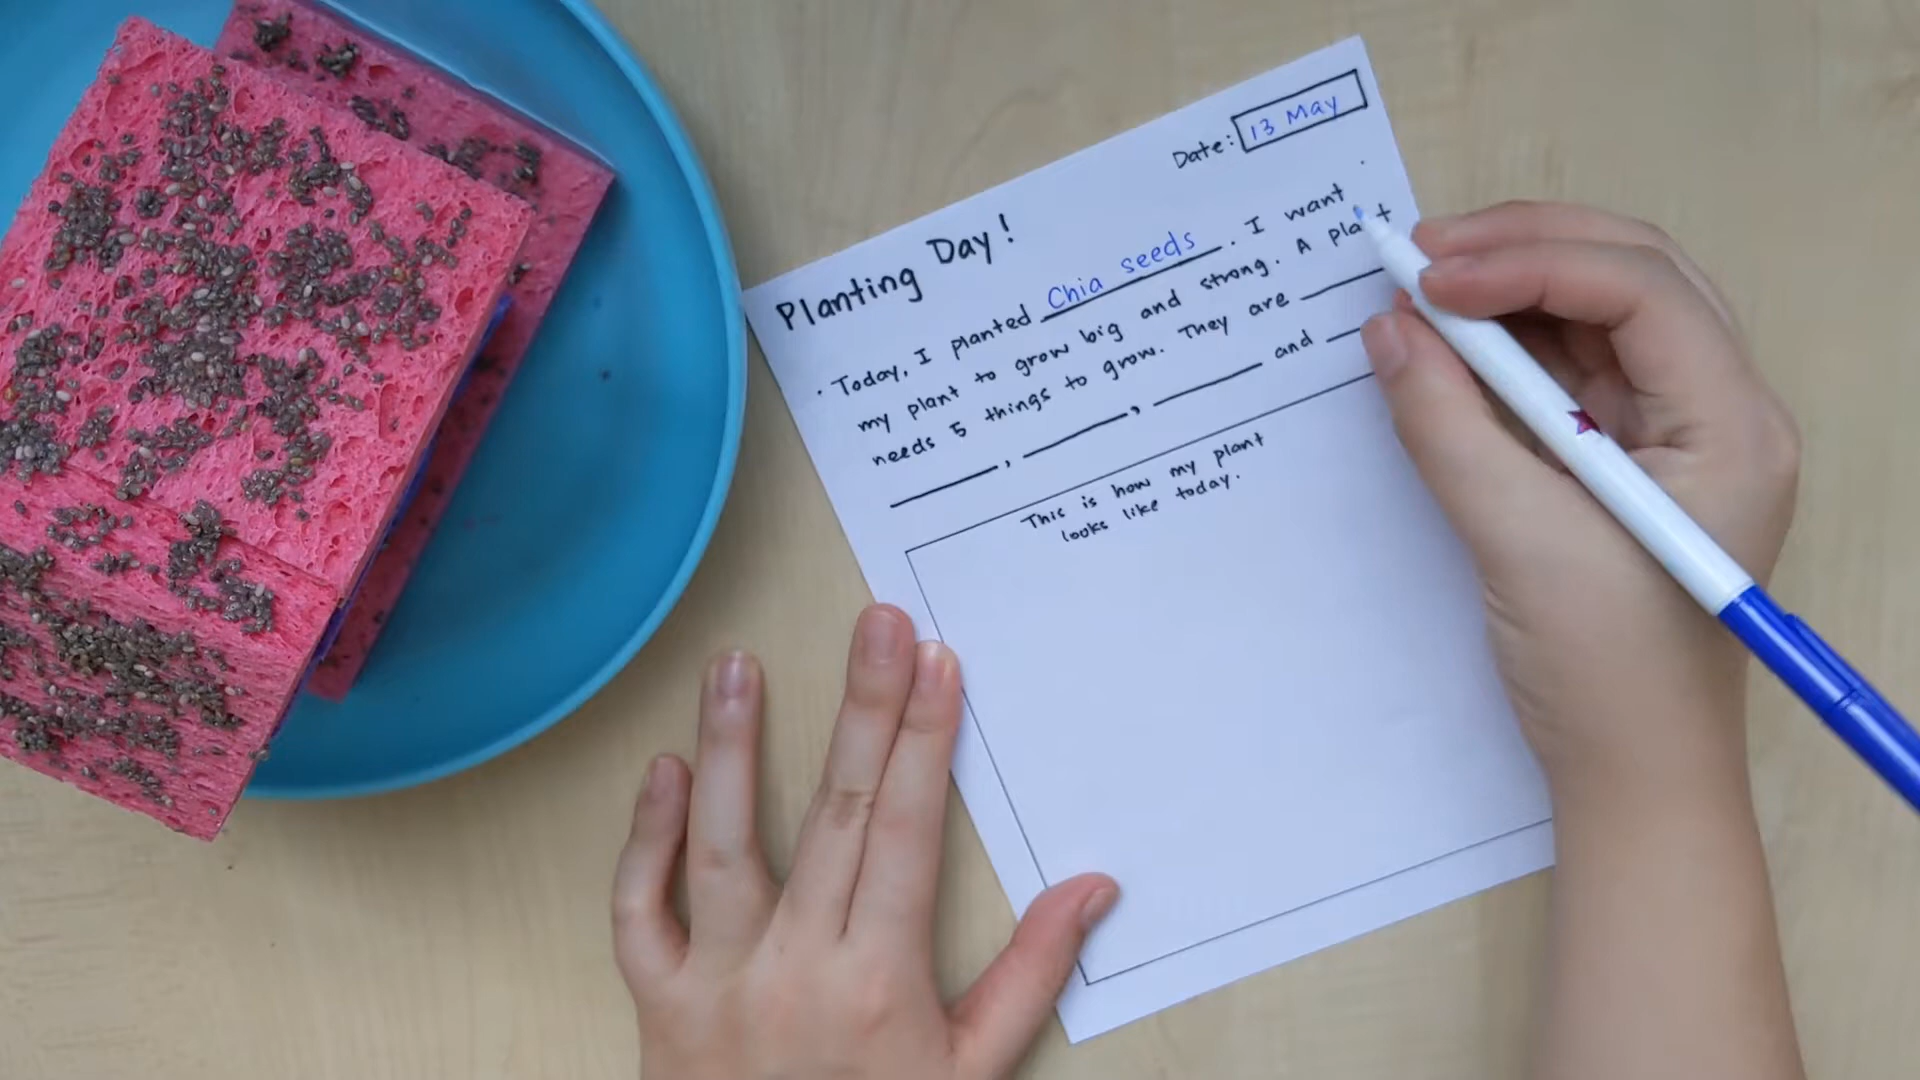 Date: 13 May
Planting Day!
Today, I planted Chia seeds. I want
my plant to grow big and strong. A plant
needs 5 things to grow. They are
, , and
This is how my plant
looks like today.